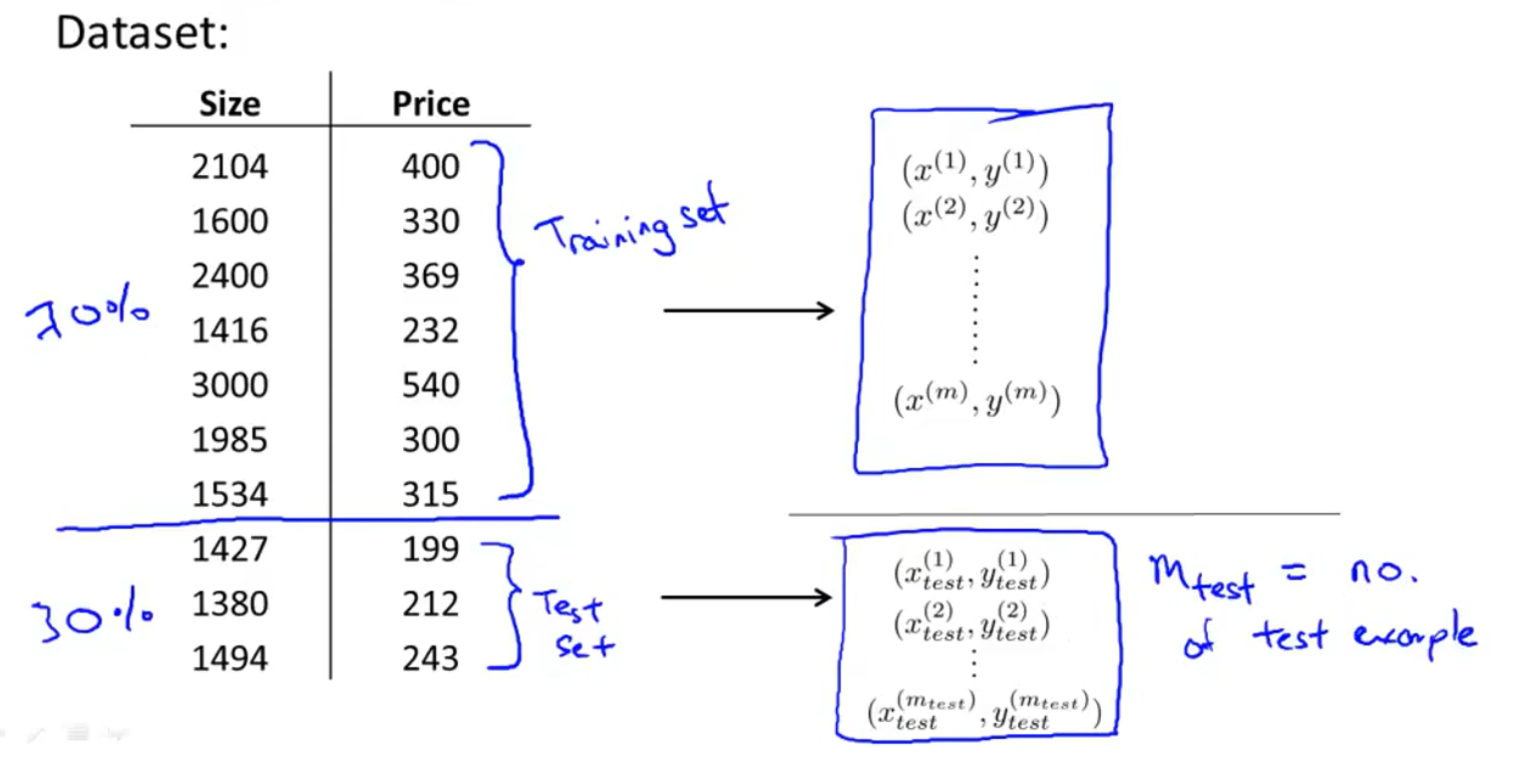 Dataset:
Size Price
2104 400
1600 330
2400 369
1416 232
3000 540
1985 300
1534 315
1427 199
1380 212
1494 243
70%
30%
Training set
Test
set
(x^{(1)}, y^{(1)})
(x^{(2)}, y^{(2)})
(x^{(m)}, y^{(m)})
(x_{test}^{(1)}, y_{test}^{(1)})
(x_{test}^{(2)}, y_{test}^{(2)})
(x_{test}^{(m_{test})}, y_{test}^{(m_{test})})
m_{test} = no.
of test example